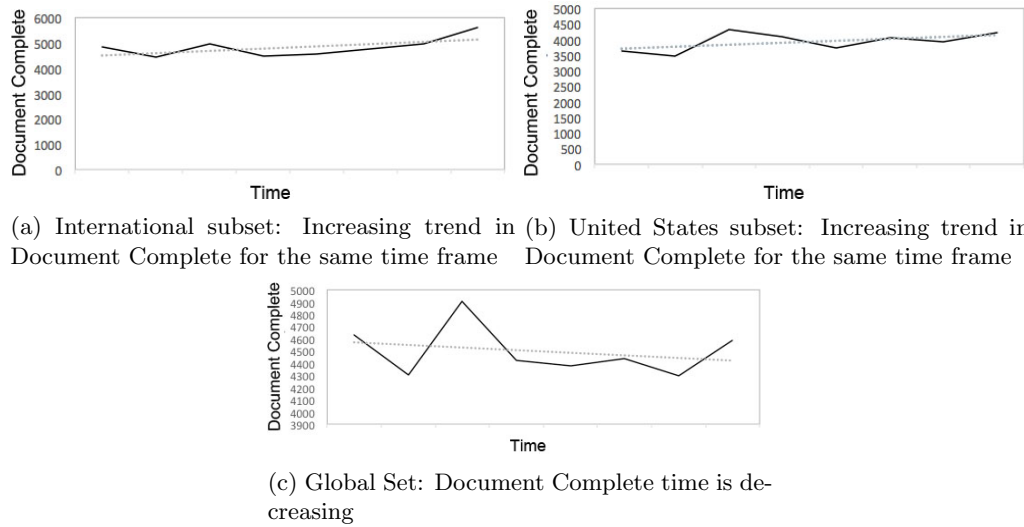 Document Complete
6000
5000
4000
3000
2000
1000
0
Time
(a) International subset: Increasing trend in
Document Complete for the same time frame
Document Complete
5000
4500
4000
3500
3000
2500
2000
1500
1000
500
0
Time
(b) United States subset: Increasing trend in
Document Complete for the same time frame
Document Complete
5000
4900
4800
4700
4600
4500
4400
4300
4200
4100
4000
3900
Time
(c) Global Set: Document Complete time is de-
creasing